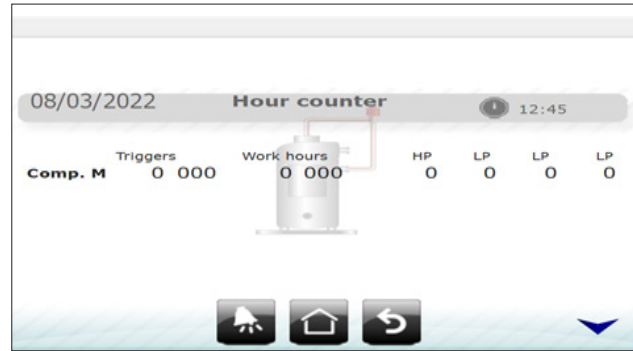 08/03/2022 Hour counter 12:45
Triggers Work hours HP LP LP LP
Comp. M 0 000 0 000 0 0 0 0